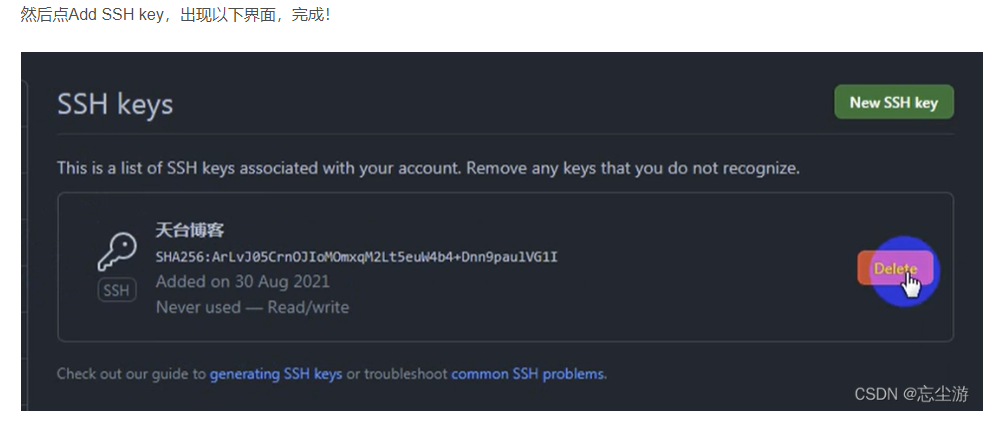 然后点Add SSH key，出现以下界面，完成！
SSH keys
New SSH key
This is a list of SSH keys associated with your account. Remove any keys that you do not recognize.
天台博客
SHA256:ArLvJ05CrnOJIoMOmxqM2Lt5euW4b4+Dnn9paulVG1I
SSH
Added on 30 Aug 2021
Never used — Read/write
Delete
Check out our guide to generating SSH keys or troubleshoot common SSH problems.
CSDN @忘尘游